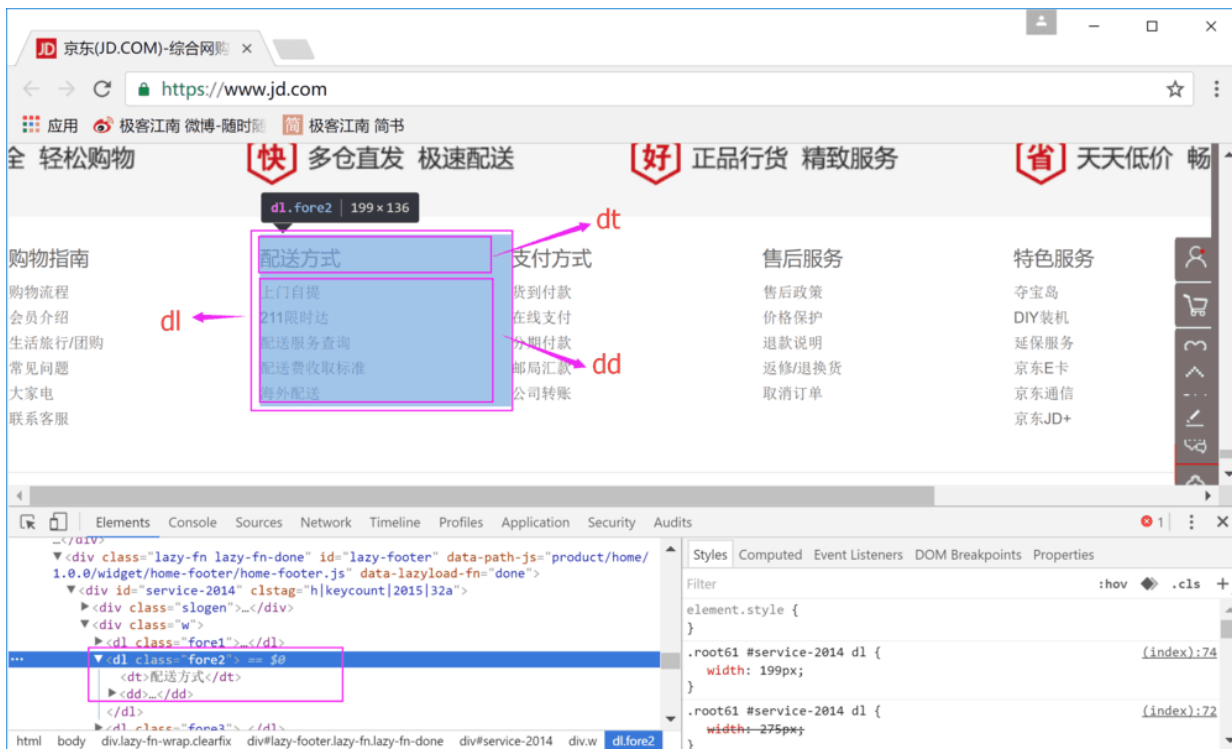 JD 京东(JD.COM)-综合网购 ×
https://www.jd.com
应用 极客江南 微博-随时随 简 极客江南 简书
全 轻松购物 快 多仓直发 极速配送 好 正品行货 精致服务 省 天天低价 畅
dl.fore2 199 × 136
dt
购物指南 配送方式 支付方式 售后服务 特色服务
购物流程 上门自提 货到付款 售后政策 夺宝岛
会员介绍 211限时达 在线支付 价格保护 DIY装机
dl
生活旅行/团购 配送服务查询 分期付款 退款说明 延保服务
常见问题 配送费收取标准 邮局汇款 返修/退换货 京东E卡
dd
大家电 海外配送 公司转账 取消订单 京东通信
联系客服 京东JD+
Elements Console Sources Network Timeline Profiles Application Security Audits 1
…</div>
▼<div class="lazy-fn lazy-fn-done" id="lazy-footer" data-path-js="product/home/
1.0.0/widget/home-footer/home-footer.js" data-lazyload-fn="done">
▼<div id="service-2014" clstag="h|keycount|2015|32a">
▶<div class="slogen">…</div>
▼<div class="w">
▶<dl class="fore1">…</dl>
… ▼<dl class="fore2"> == $0
<dt>配送方式</dt>
▶<dd>…</dd>
</dl>
▶<dl class="fore3">…</dl>
html body div.lazy-fn-wrap.clearfix div#lazy-footer.lazy-fn.lazy-fn-done div#service-2014 div.w dl.fore2
Styles Computed Event Listeners DOM Breakpoints Properties
Filter :hov .cls +
element.style {
}
.root61 #service-2014 dl { (index):74
width: 199px;
}
.root61 #service-2014 dl { (index):72
width: 275px;
}